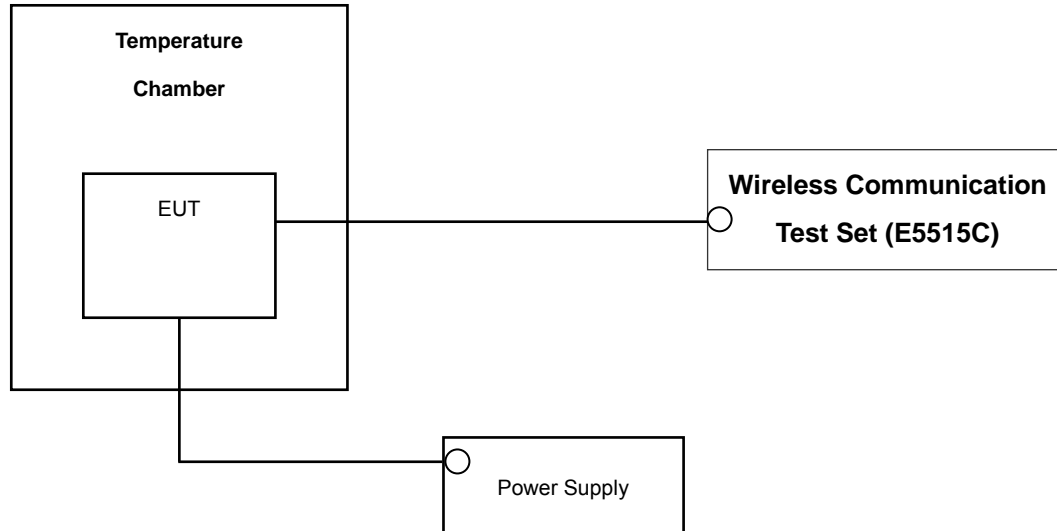 Temperature
Chamber
EUT
Wireless Communication
Test Set (E5515C)
Power Supply